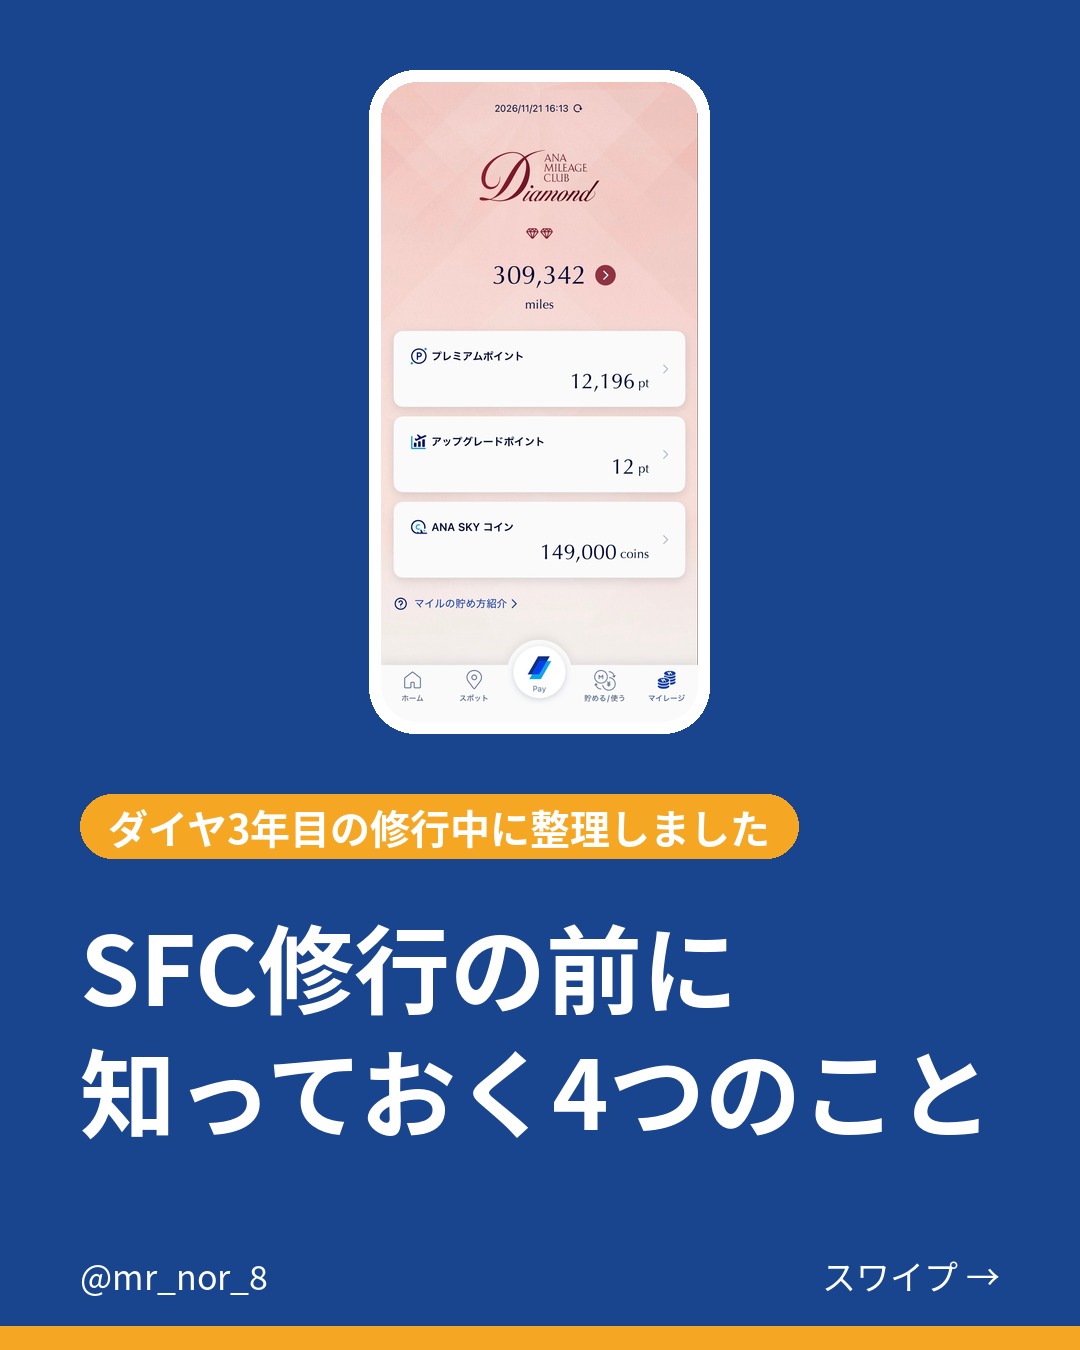 2026/11/21 16:13
ANA
MILEAGE
CLUB
Diamond
309,342
miles
プレミアムポイント
12,196 pt
アップグレードポイント
12 pt
ANA SKY コイン
149,000 coins
マイルの貯め方紹介
ホーム
スポット
Pay
貯める/使う
マイレージ
ダイヤ3年目の修行中に整理しました
SFC修行の前に
知っておく4つのこと
@mr_nor_8
スワイプ →